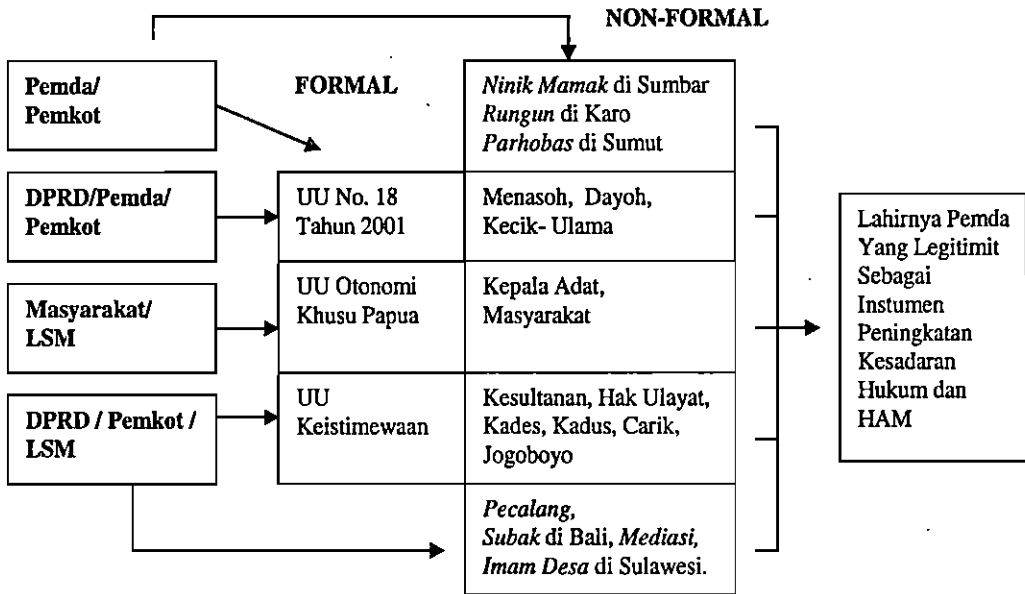 NON-FORMAL
FORMAL
Pemda/
Pemkot
Ninik Mamak di Sumbar
Rungun di Karo
Parhobas di Sumut
DPRD/Pemda/
Pemkot
UU No. 18
Tahun 2001
Menasoh, Dayoh,
Kecik- Ulama
Masyarakat/
LSM
UU Otonomi
Khusu Papua
Kepala Adat,
Masyarakat
DPRD / Pemkot /
LSM
UU
Keistimewaan
Kesultanan, Hak Ulayat,
Kades, Kadus, Carik,
Jogoboyo
Pecalang,
Subak di Bali, Mediasi,
Imam Desa di Sulawesi.
Lahirnya Pemda
Yang Legitimit
Sebagai
Instumen
Peningkatan
Kesadaran
Hukum dan
HAM